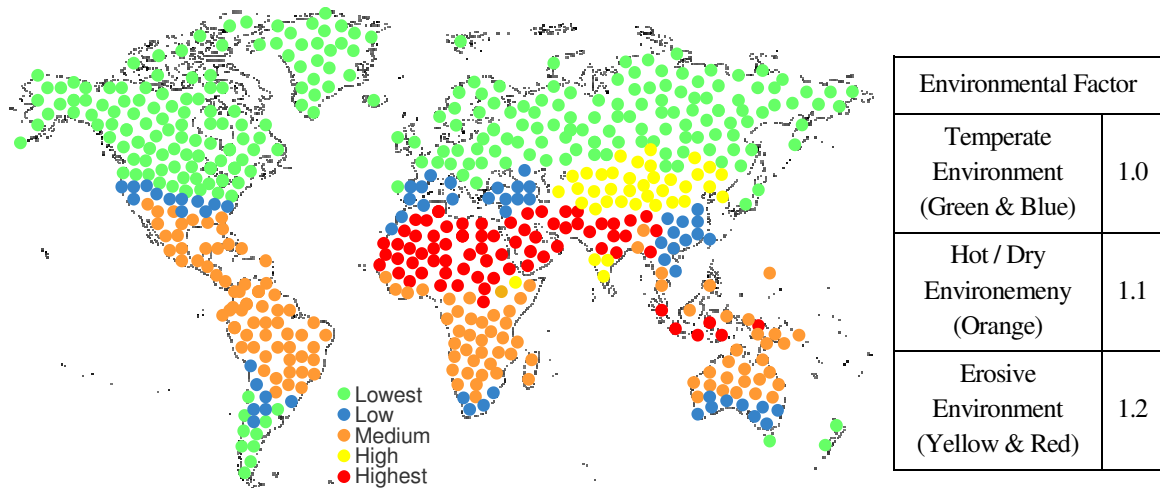 Lowest
Low
Medium
High
Highest
Environmental Factor
Temperate
Environment
(Green & Blue)
1.0
Hot / Dry
Environemeny
(Orange)
1.1
Erosive
Environment
(Yellow & Red)
1.2